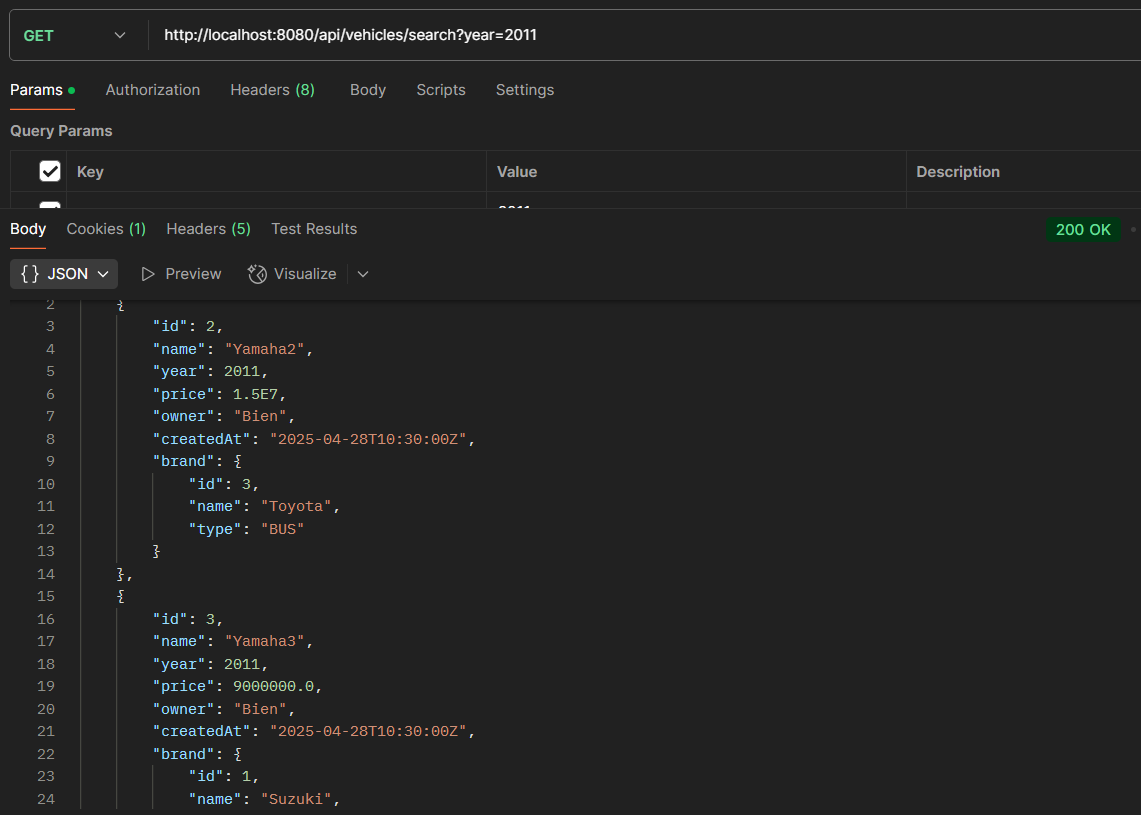 GET http://localhost:8080/api/vehicles/search?year=2011
Params Authorization Headers (8) Body Scripts Settings
Query Params
Key Value Description
Body Cookies (1) Headers (5) Test Results 200 OK
{} JSON Preview Visualize
2 {
3 "id": 2,
4 "name": "Yamaha2",
5 "year": 2011,
6 "price": 1.5E7,
7 "owner": "Bien",
8 "createdAt": "2025-04-28T10:30:00Z",
9 "brand": {
10 "id": 3,
11 "name": "Toyota",
12 "type": "BUS"
13 }
14 },
15 {
16 "id": 3,
17 "name": "Yamaha3",
18 "year": 2011,
19 "price": 9000000.0,
20 "owner": "Bien",
21 "createdAt": "2025-04-28T10:30:00Z",
22 "brand": {
23 "id": 1,
24 "name": "Suzuki",